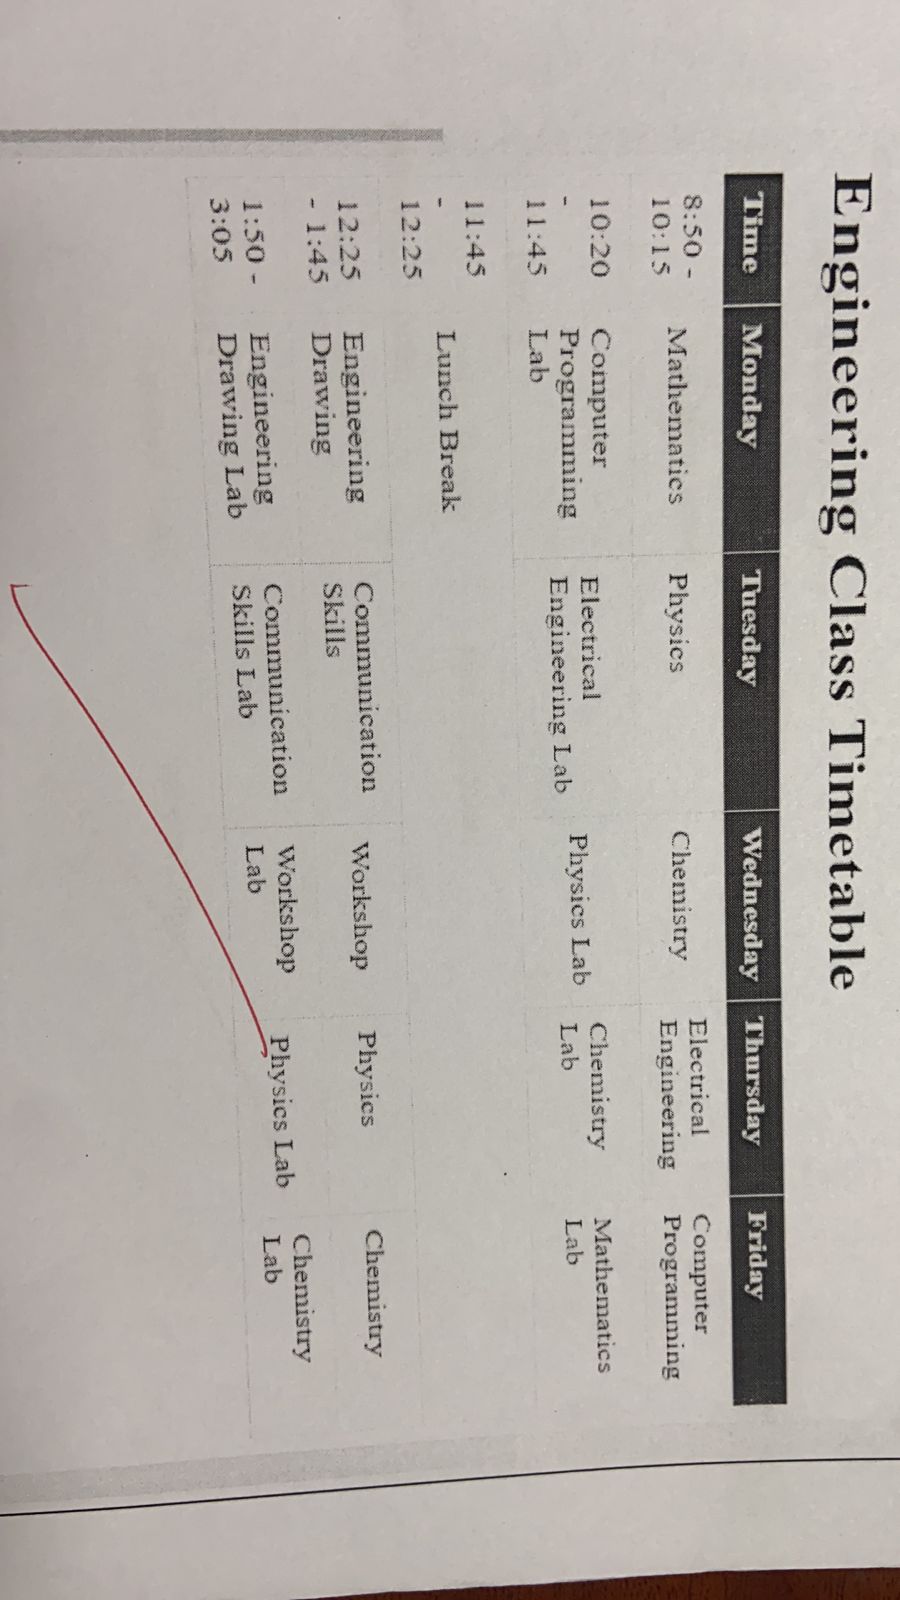 Engineering Class Timetable
Time Monday Tuesday Wednesday Thursday Friday
8:50 - 10:15 Mathematics Physics Chemistry Electrical Engineering Computer Programming
10:20 - 11:45 Computer Programming Lab Electrical Engineering Lab Physics Lab Chemistry Lab Mathematics Lab
11:45 - 12:25 Lunch Break
12:25 - 1:45 Engineering Drawing Communication Skills Workshop Physics Chemistry
1:50 - 3:05 Engineering Drawing Lab Communication Skills Lab Workshop Lab Physics Lab Chemistry Lab